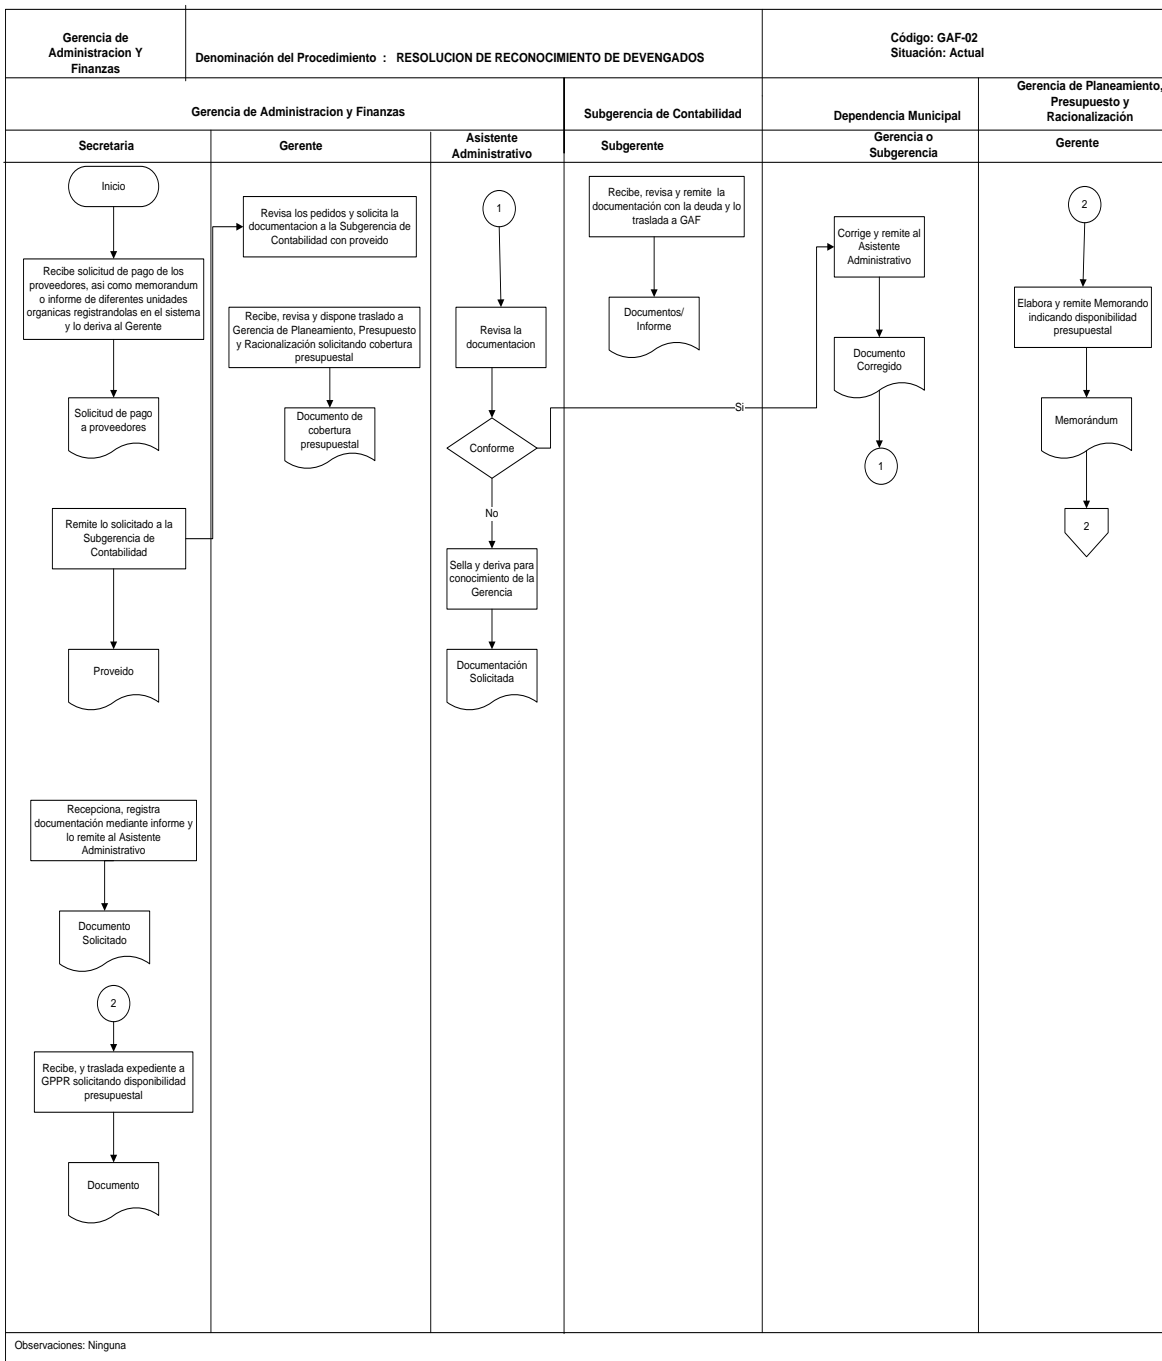 Gerencia de
Administracion Y
Finanzas
Denominación del Procedimiento : RESOLUCION DE RECONOCIMIENTO DE DEVENGADOS
Código: GAF-02
Situación: Actual
Gerencia de Administracion y Finanzas
Subgerencia de Contabilidad
Dependencia Municipal
Gerencia de Planeamiento,
Presupuesto y
Racionalización
Secretaria
Gerente
Asistente
Administrativo
Subgerente
Gerencia o
Subgerencia
Gerente
Inicio
Recibe solicitud de pago de los
proveedores, asi como memorandum
o informe de diferentes unidades
organicas registrandolas en el sistema
y lo deriva al Gerente
Solicitud de pago
a proveedores
Remite lo solicitado a la
Subgerencia de
Contabilidad
Proveido
Recepciona, registra
documentación mediante informe y
lo remite al Asistente
Administrativo
Documento
Solicitado
2
Recibe, y traslada expediente a
GPPR solicitando disponibilidad
presupuestal
Documento
Revisa los pedidos y solicita la
documentacion a la Subgerencia de
Contabilidad con proveido
Recibe, revisa y dispone traslado a
Gerencia de Planeamiento, Presupuesto
y Racionalización solicitando cobertura
presupuestal
Documento de
cobertura
presupuestal
1
Revisa la
documentacion
Conforme
Si
No
Sella y deriva para
conocimiento de la
Gerencia
Documentación
Solicitada
Recibe, revisa y remite la
documentación con la deuda y lo
traslada a GAF
Documentos/
Informe
Corrige y remite al
Asistente
Administrativo
Documento
Corregido
1
2
Elabora y remite Memorando
indicando disponibilidad
presupuestal
Memorándum
2
Observaciones: Ninguna